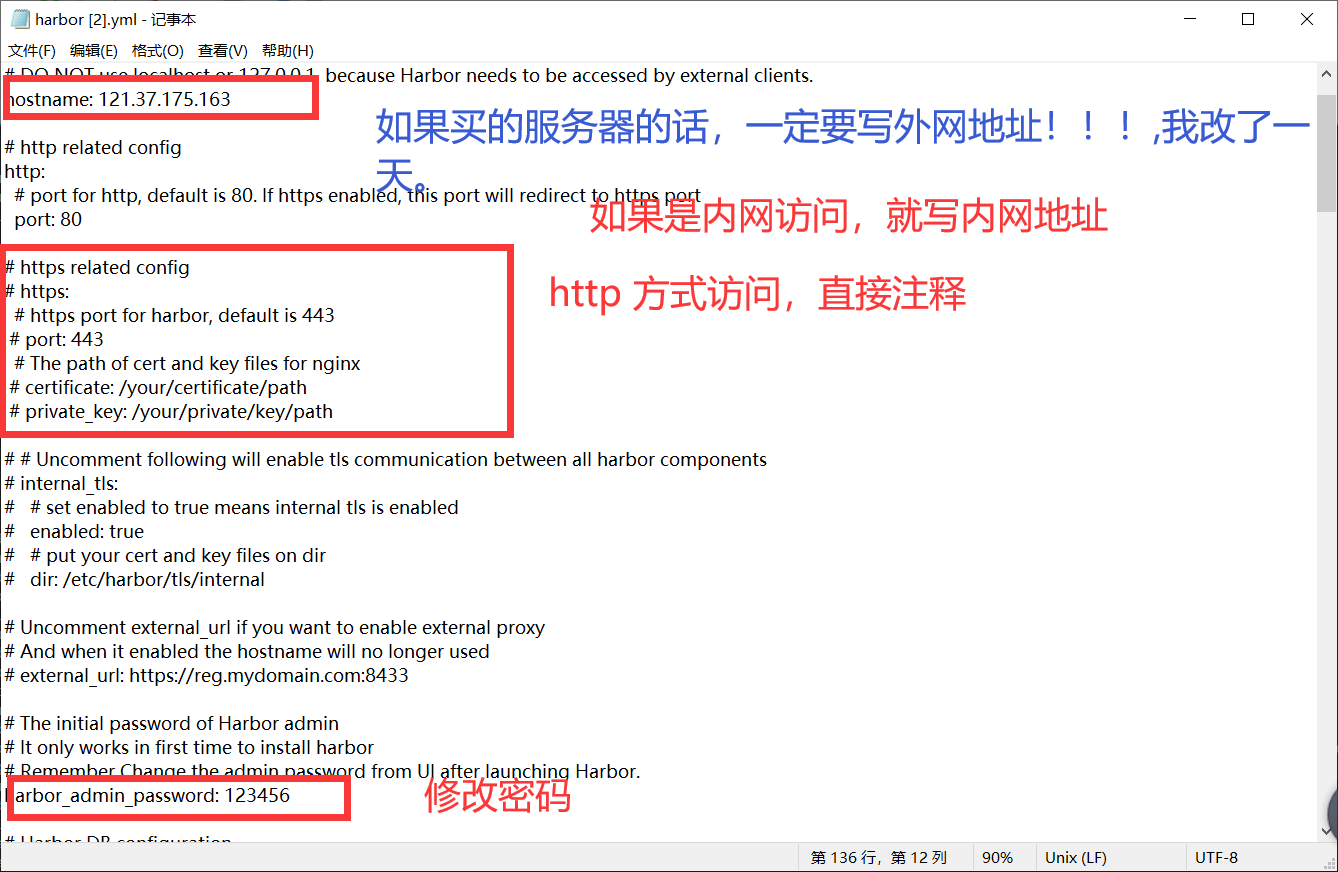 harbor [2].yml - 记事本
文件(F) 编辑(E) 格式(O) 查看(V) 帮助(H)
# DO NOT use localhost or 127.0.0.1, because Harbor needs to be accessed by external clients.
hostname: 121.37.175.163
如果买的服务器的话，一定要写外网地址！！！,我改了一
天。
# http related config
http:
# port for http, default is 80. If https enabled, this port will redirect to https port
port: 80
如果是内网访问，就写内网地址
# https related config
# https:
# https port for harbor, default is 443
# port: 443
# The path of cert and key files for nginx
# certificate: /your/certificate/path
# private_key: /your/private/key/path
http 方式访问，直接注释
# # Uncomment following will enable tls communication between all harbor components
# internal_tls:
#   # set enabled to true means internal tls is enabled
#   enabled: true
#   # put your cert and key files on dir
#   dir: /etc/harbor/tls/internal
# Uncomment external_url if you want to enable external proxy
# And when it enabled the hostname will no longer used
# external_url: https://reg.mydomain.com:8433
# The initial password of Harbor admin
# It only works in first time to install harbor
# Remember Change the admin password from UI after launching Harbor.
harbor_admin_password: 123456
修改密码
# Harbor DB configuration
第 136 行，第 12 列
90%
Unix (LF)
UTF-8